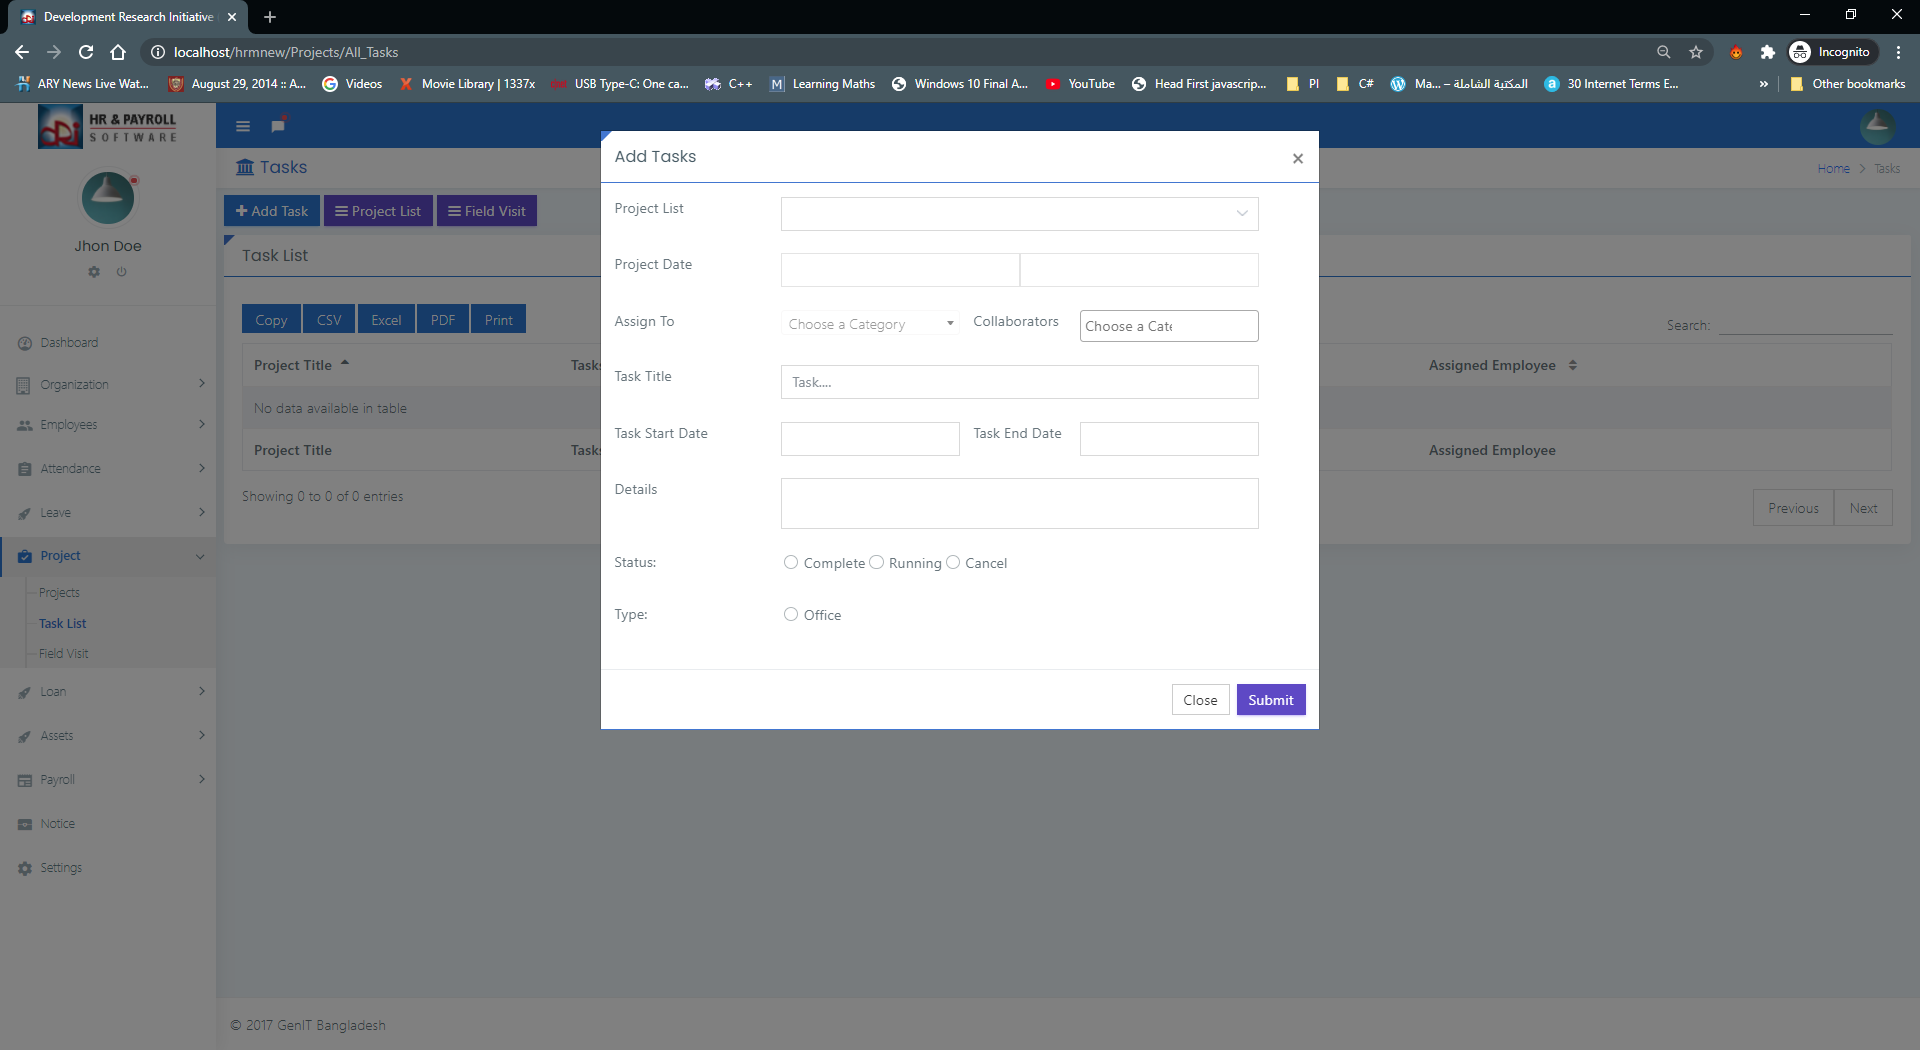 Development Research Initiative
localhost/hrmnew/Projects/All_Tasks
Incognito
ARY News Live Wat...
August 29, 2014 :: A...
Videos
Movie Library | 1337x
USB Type-C: One ca...
C++
Learning Maths
Windows 10 Final A...
YouTube
Head First javascrip...
PI
C#
Ma... – المكتبة الشاملة
30 Internet Terms E...
»
Other bookmarks
HR & PAYROLL
SOFTWARE
Jhon Doe
Dashboard
Organization
Employees
Attendance
Leave
Project
Projects
Task List
Field Visit
Loan
Assets
Payroll
Notice
Settings
Tasks
Home > Tasks
Add Task
Project List
Field Visit
Task List
Copy
CSV
Excel
PDF
Print
Search:
Project Title
Tasks
Assigned Employee
No data available in table
Project Title
Tasks
Assigned Employee
Showing 0 to 0 of 0 entries
Previous
Next
Add Tasks
×
Project List
Project Date
Assign To
Choose a Category
Collaborators
Choose a Cate
Task Title
Task....
Task Start Date
Task End Date
Details
Status:
Complete
Running
Cancel
Type:
Office
Close
Submit
© 2017 GenIT Bangladesh